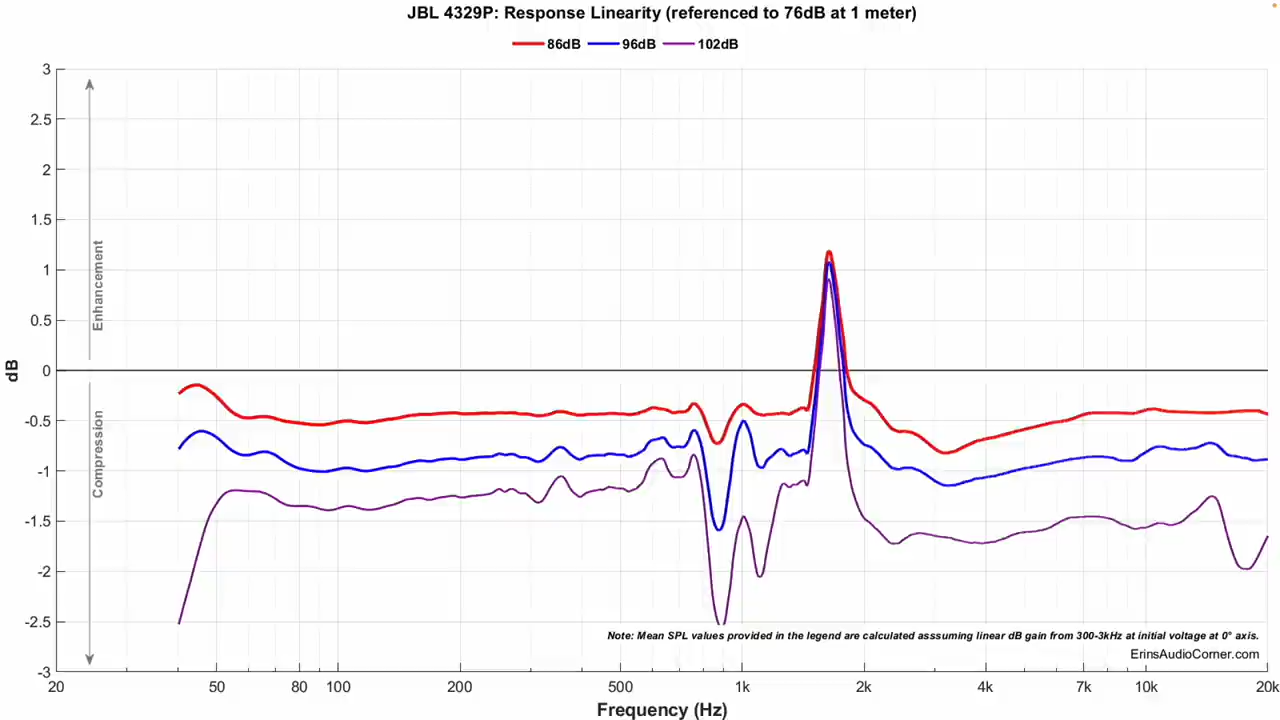 JBL 4329P: Response Linearity (referenced to 76dB at 1 meter)
86dB 96dB 102dB
3
2.5
2
1.5
1
0.5
0
-0.5
-1
-1.5
-2
-2.5
-3
dB
Enhancement
Compression
Note: Mean SPL values provided in the legend are calculated asssuming linear dB gain from 300-3kHz at initial voltage at 0° axis.
ErinsAudioCorner.com
20 50 80 100 200 500 1k 2k 4k 7k 10k 20k
Frequency (Hz)